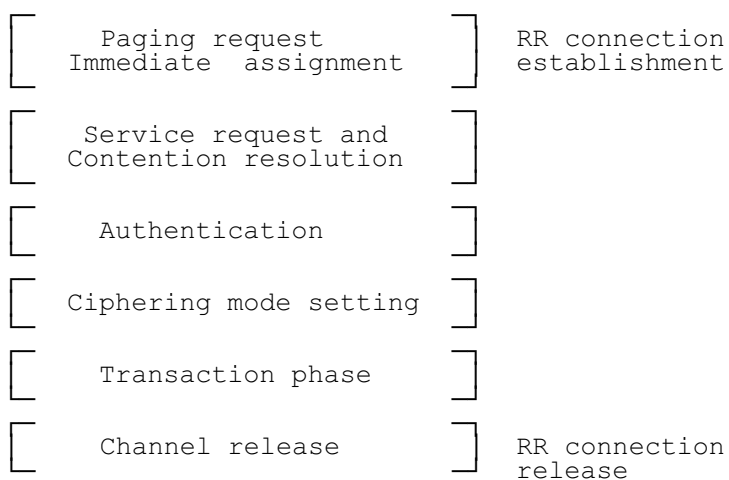 Paging request RR connection
Immediate assignment establishment
Service request and
Contention resolution
Authentication
Ciphering mode setting
Transaction phase
Channel release RR connection
release